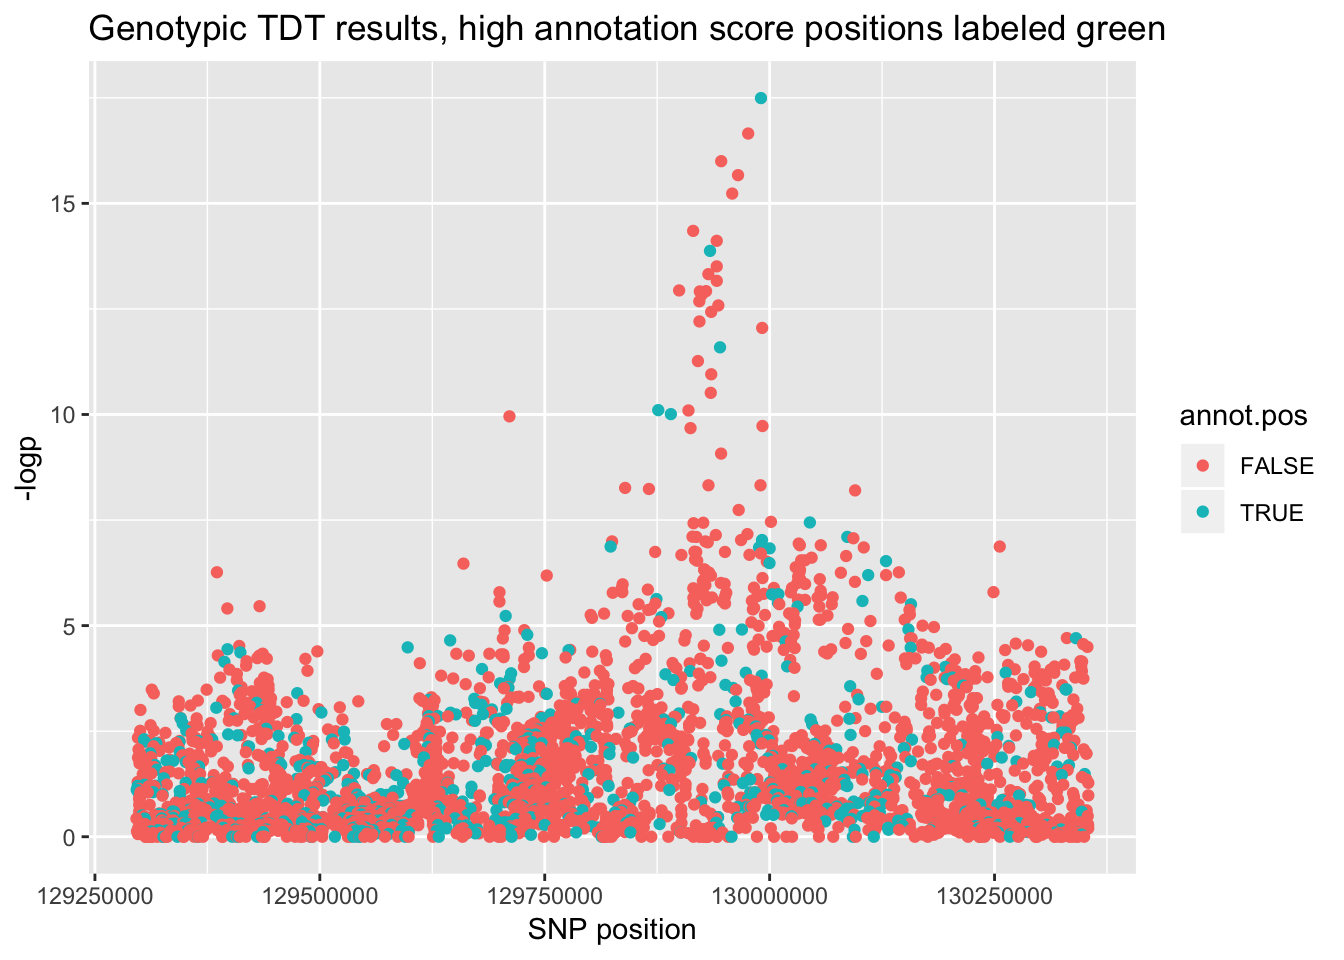 Genotypic TDT results, high annotation score positions labeled green
15
10
5
0
-logp
129250000 129500000 129750000 130000000 130250000
SNP position
annot.pos
FALSE
TRUE